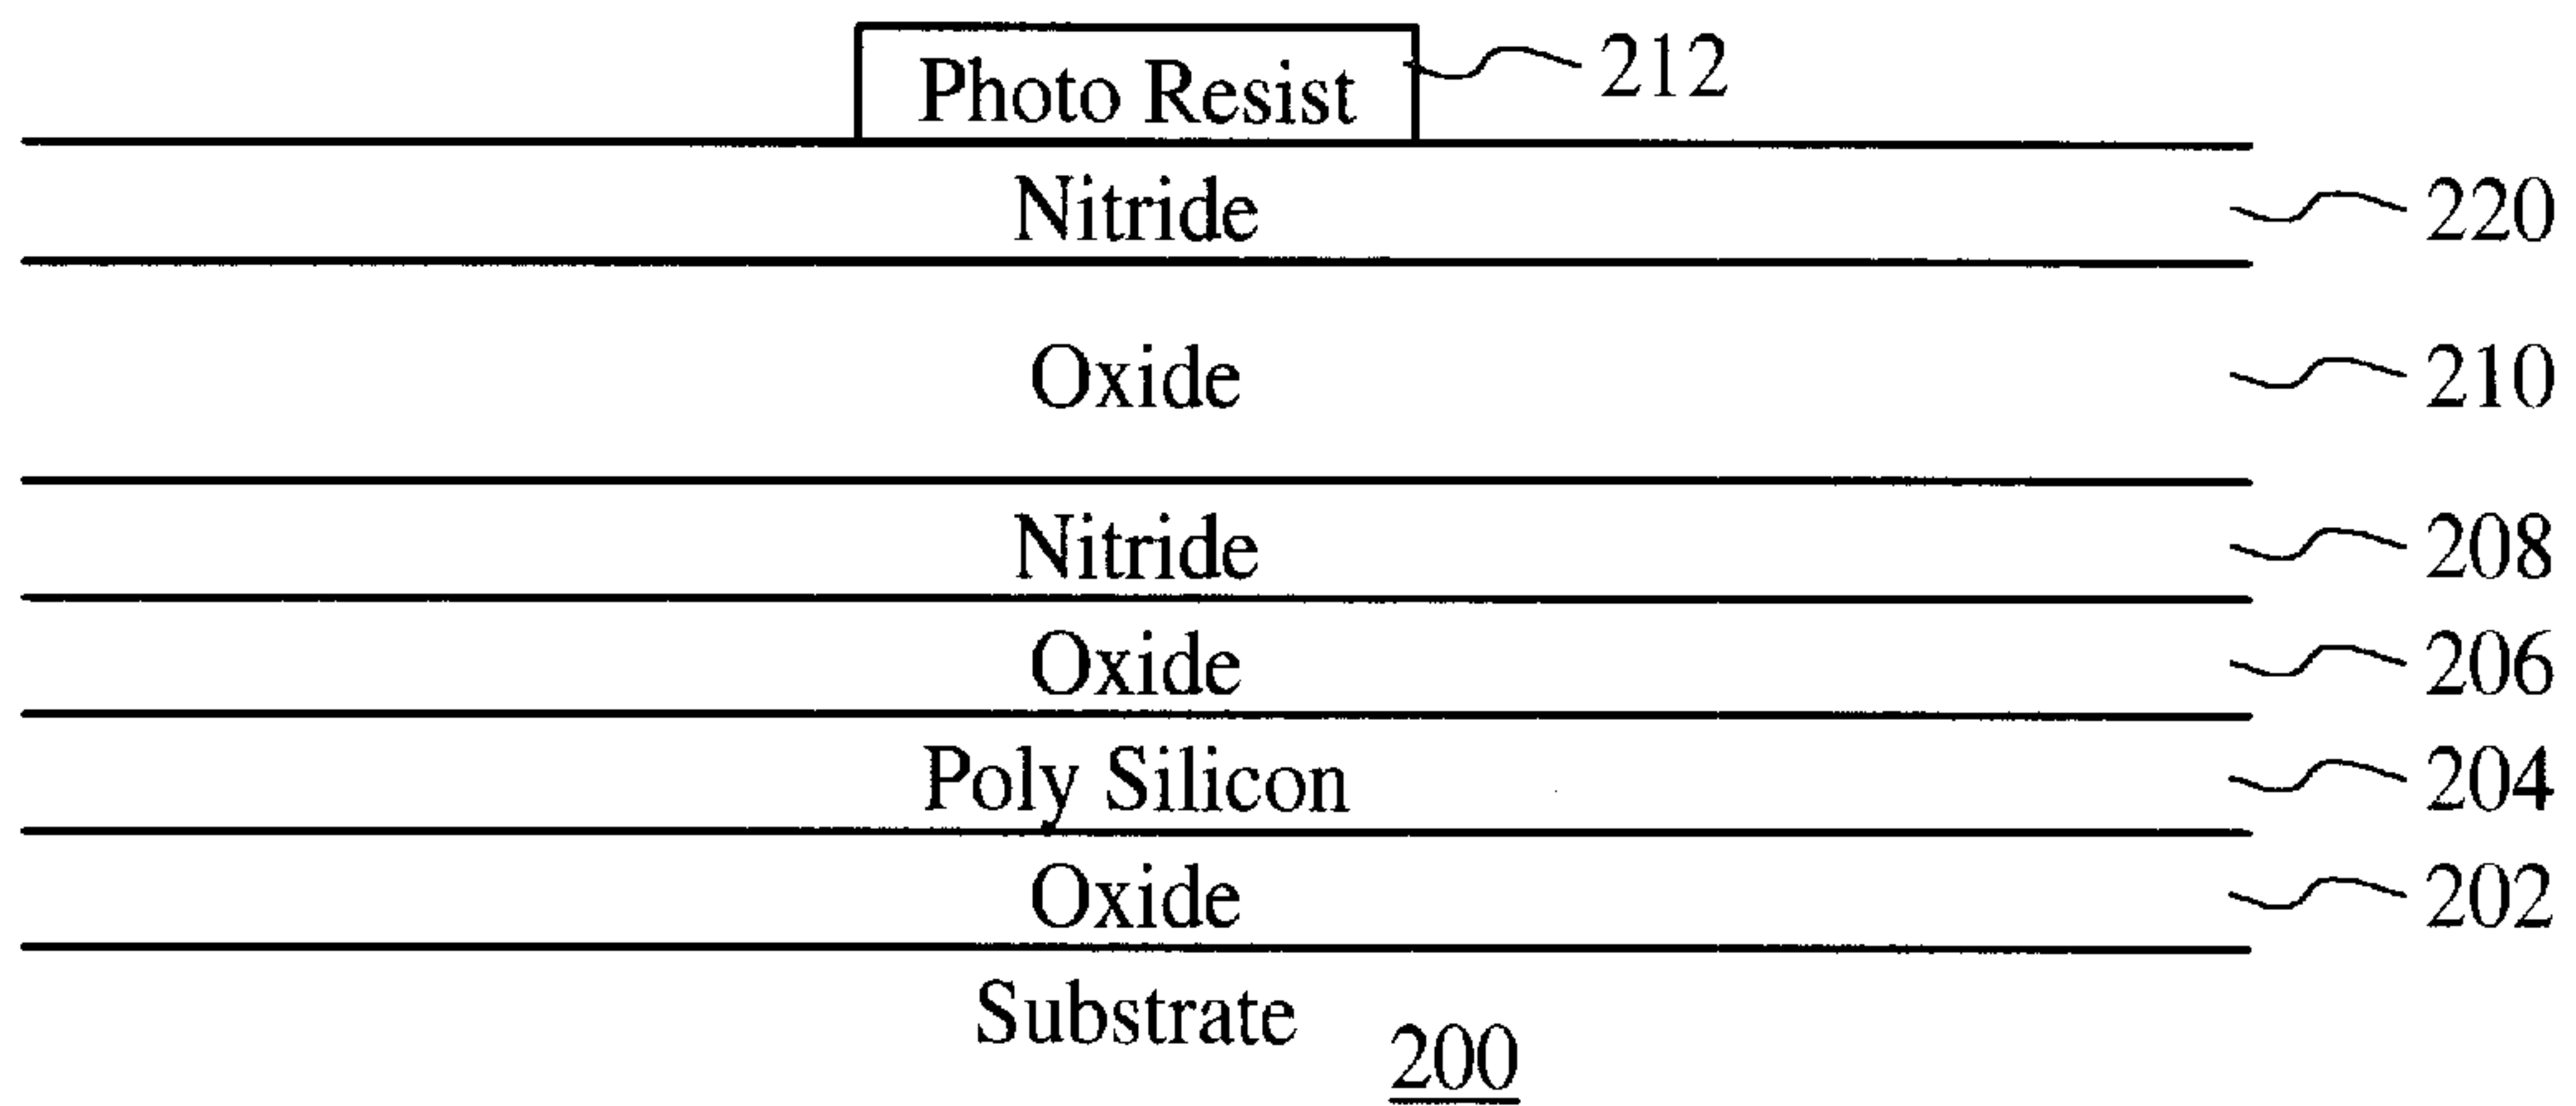 Photo Resist 212
Nitride 220
Oxide 210
Nitride 208
Oxide 206
Poly Silicon 204
Oxide 202
Substrate
200